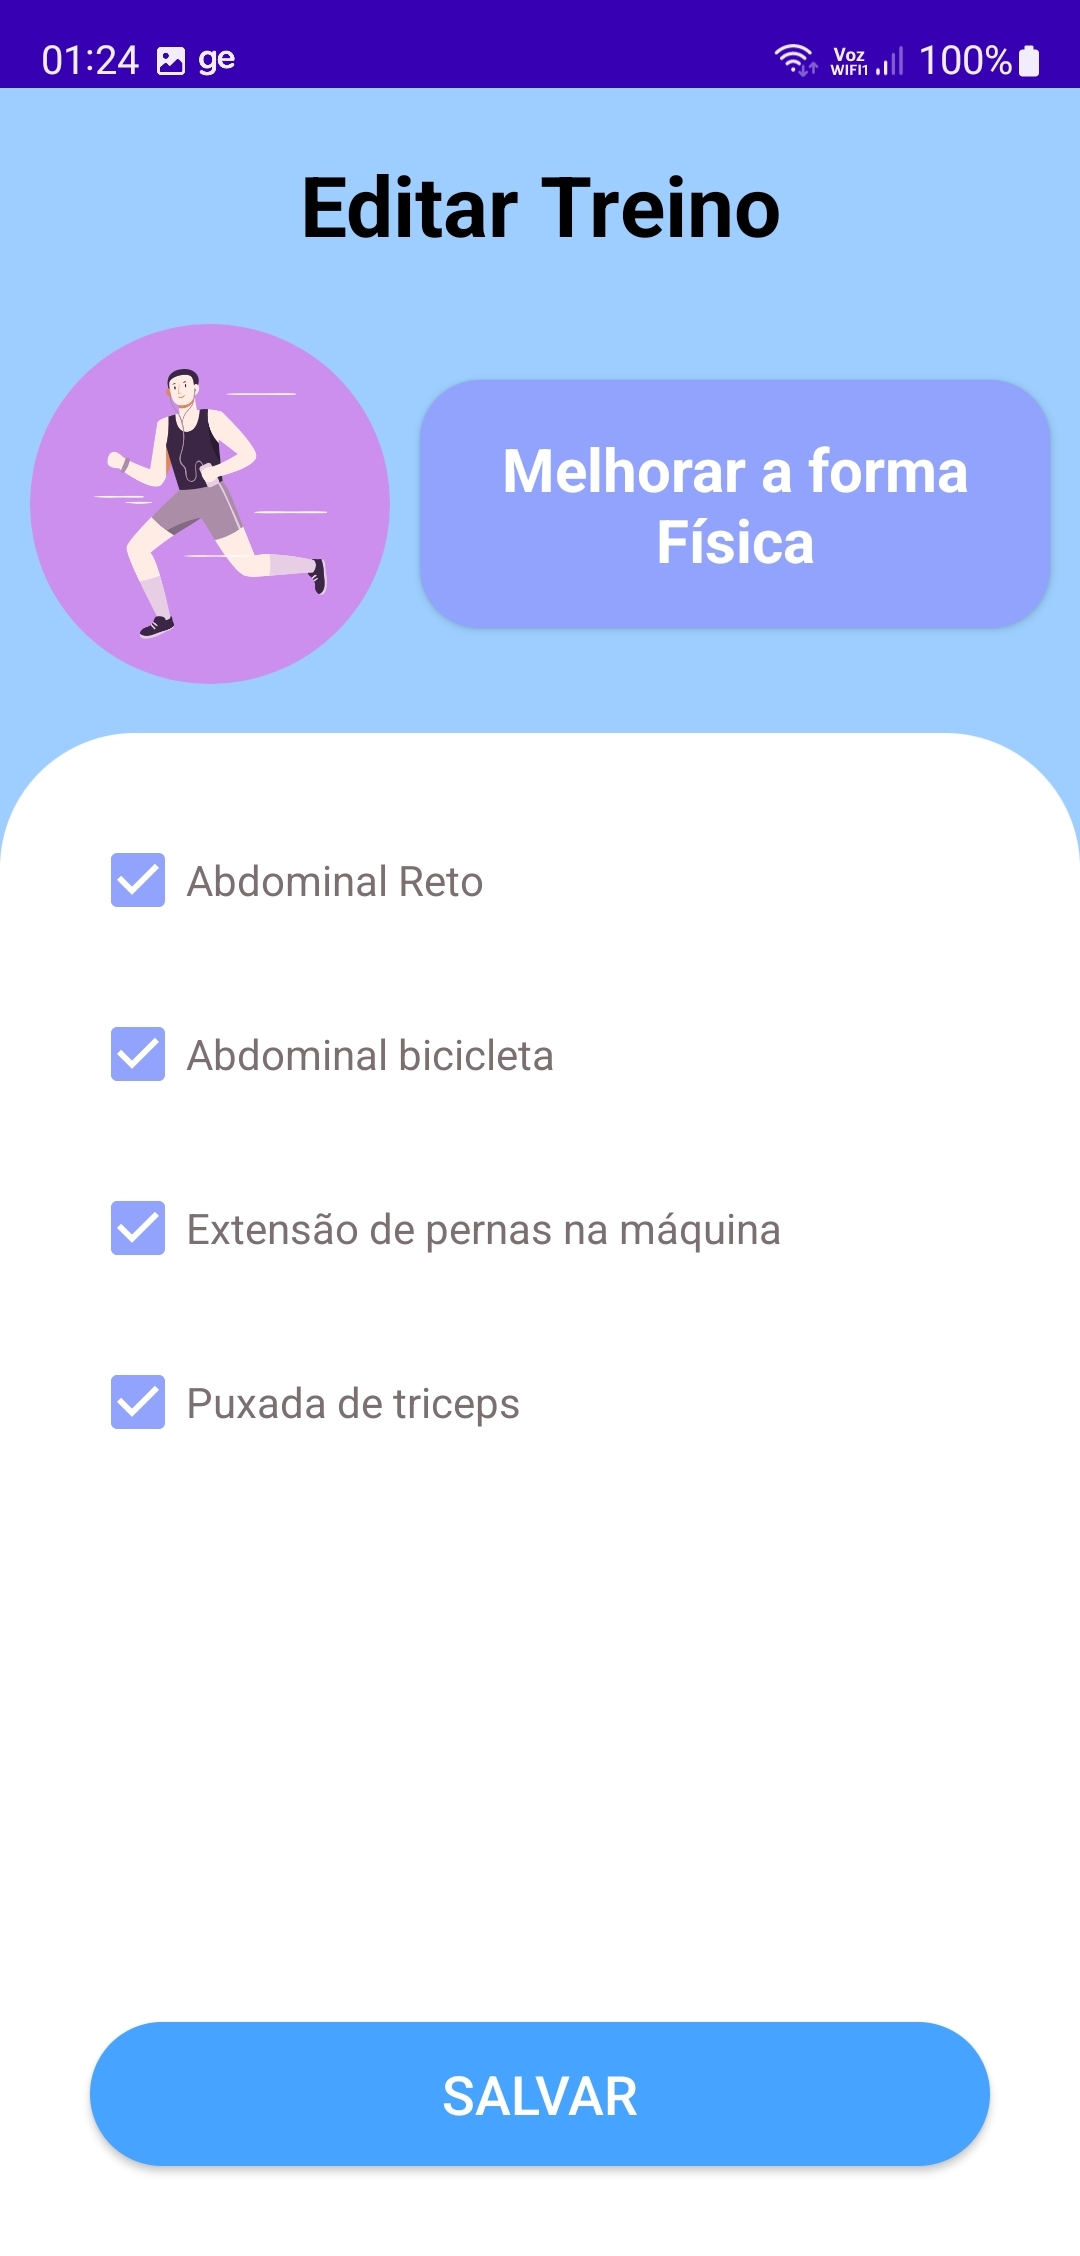 01:24 ge Voz WIFI1 100%
Editar Treino
Melhorar a forma
Física
Abdominal Reto
Abdominal bicicleta
Extensão de pernas na máquina
Puxada de triceps
SALVAR